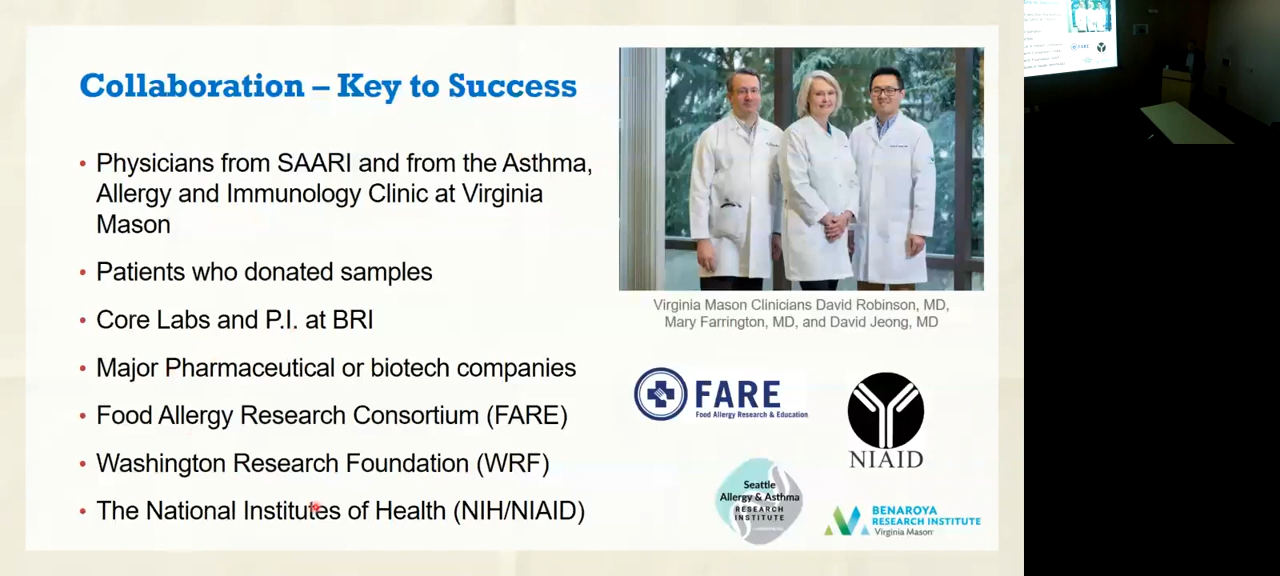 Collaboration – Key to Success
• Physicians from SAARI and from the Asthma,
Allergy and Immunology Clinic at Virginia
Mason
• Patients who donated samples
• Core Labs and P.I. at BRI
• Major Pharmaceutical or biotech companies
• Food Allergy Research Consortium (FARE)
• Washington Research Foundation (WRF)
• The National Institutes of Health (NIH/NIAID)
Virginia Mason Clinicians David Robinson, MD,
Mary Farrington, MD, and David Jeong, MD
FARE
Food Allergy Research & Education
NIAID
Seattle
Allergy & Asthma
RESEARCH
INSTITUTE
BENAROYA
RESEARCH INSTITUTE
Virginia Mason